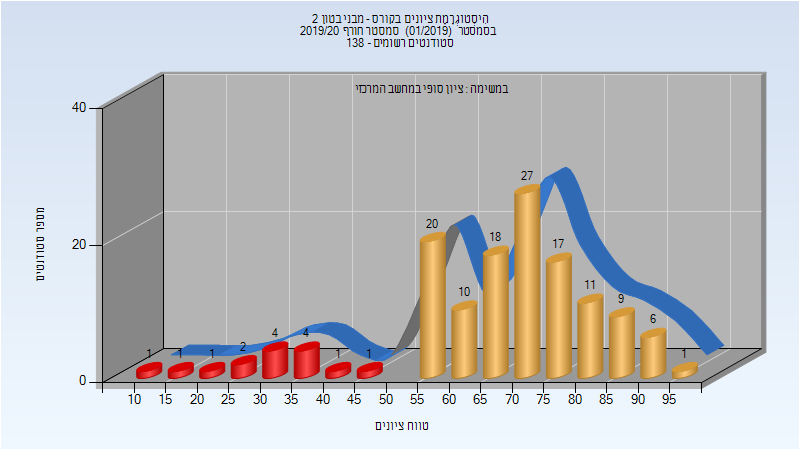 היסטוגרמת ציונים בקורס - מבני בטון 2
בסמסטר (01/2019) סמסטר חורף 2019/20
סטודנטים רשומים - 138
במשימה : ציון סופי במחשב המרכזי
מספר סטודנטים
40
20
0
1 1 1 2 4 4 1 1 20 10 18 27 17 11 9 6 1
10 15 20 25 30 35 40 45 50 55 60 65 70 75 80 85 90 95
טווח ציונים